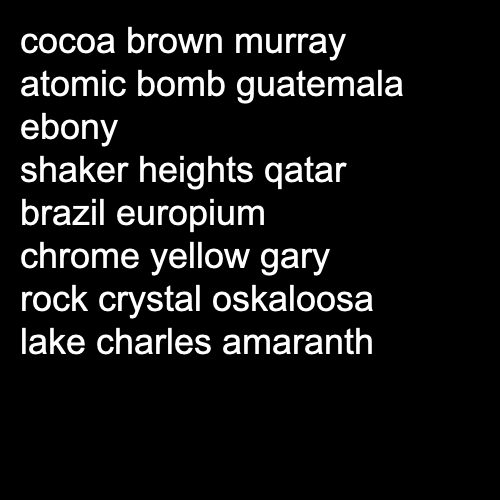 cocoa brown murray
atomic bomb guatemala
ebony
shaker heights qatar
brazil europium
chrome yellow gary
rock crystal oskaloosa
lake charles amaranth